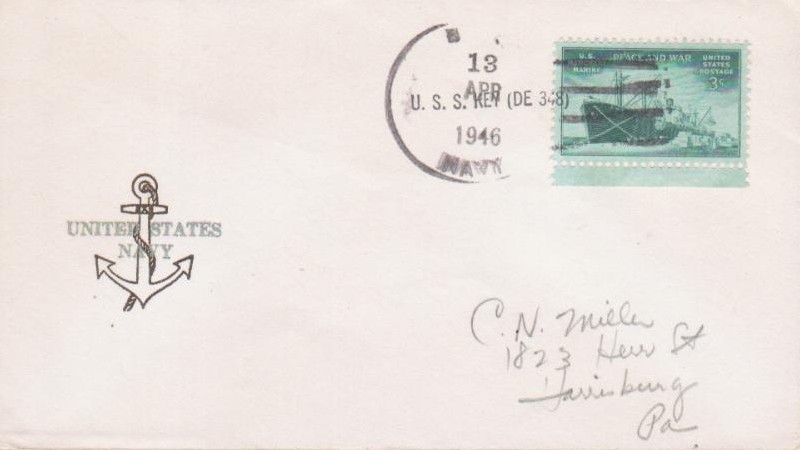 13
APR
U. S. S. KEY (DE 348)
1946
NAVY
U.S. PEACE AND WAR UNITED
MARINE STATES
POSTAGE
3¢
UNITED STATES
NAVY
C. N. Miller
1823 Herr St
Harrisburg
Pa